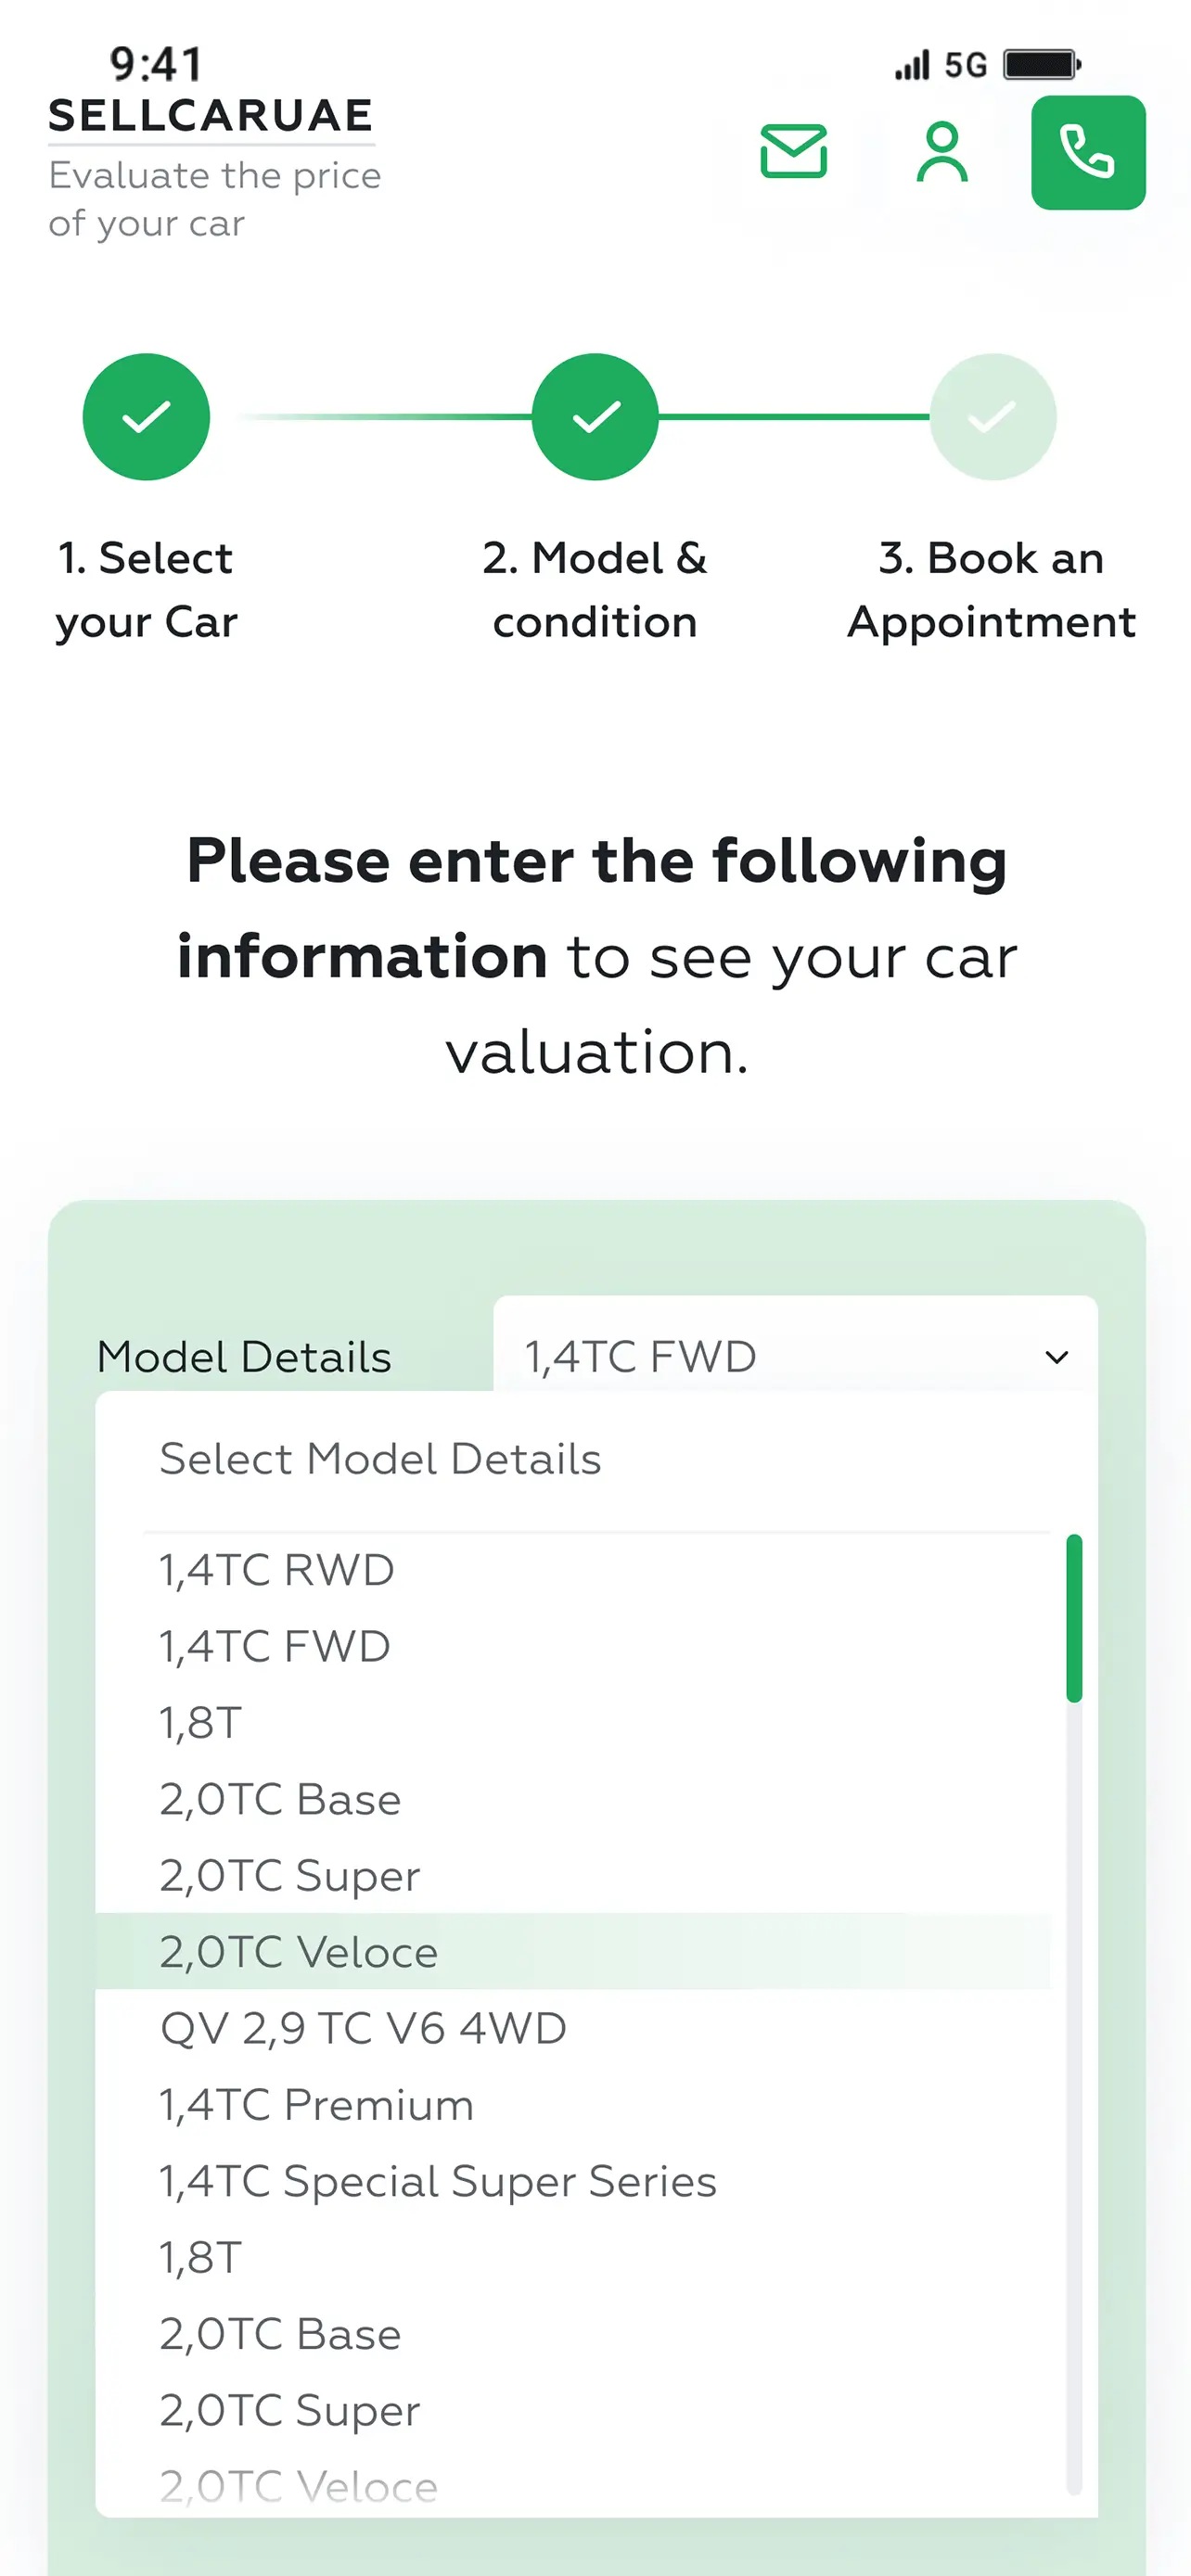 9:41
5G
SELLCARUAE
Evaluate the price
of your car
1. Select
your Car
2. Model &
condition
3. Book an
Appointment
Please enter the following
information to see your car
valuation.
Model Details
1,4TC FWD
Select Model Details
1,4TC RWD
1,4TC FWD
1,8T
2,0TC Base
2,0TC Super
2,0TC Veloce
QV 2,9 TC V6 4WD
1,4TC Premium
1,4TC Special Super Series
1,8T
2,0TC Base
2,0TC Super
2,0TC Veloce